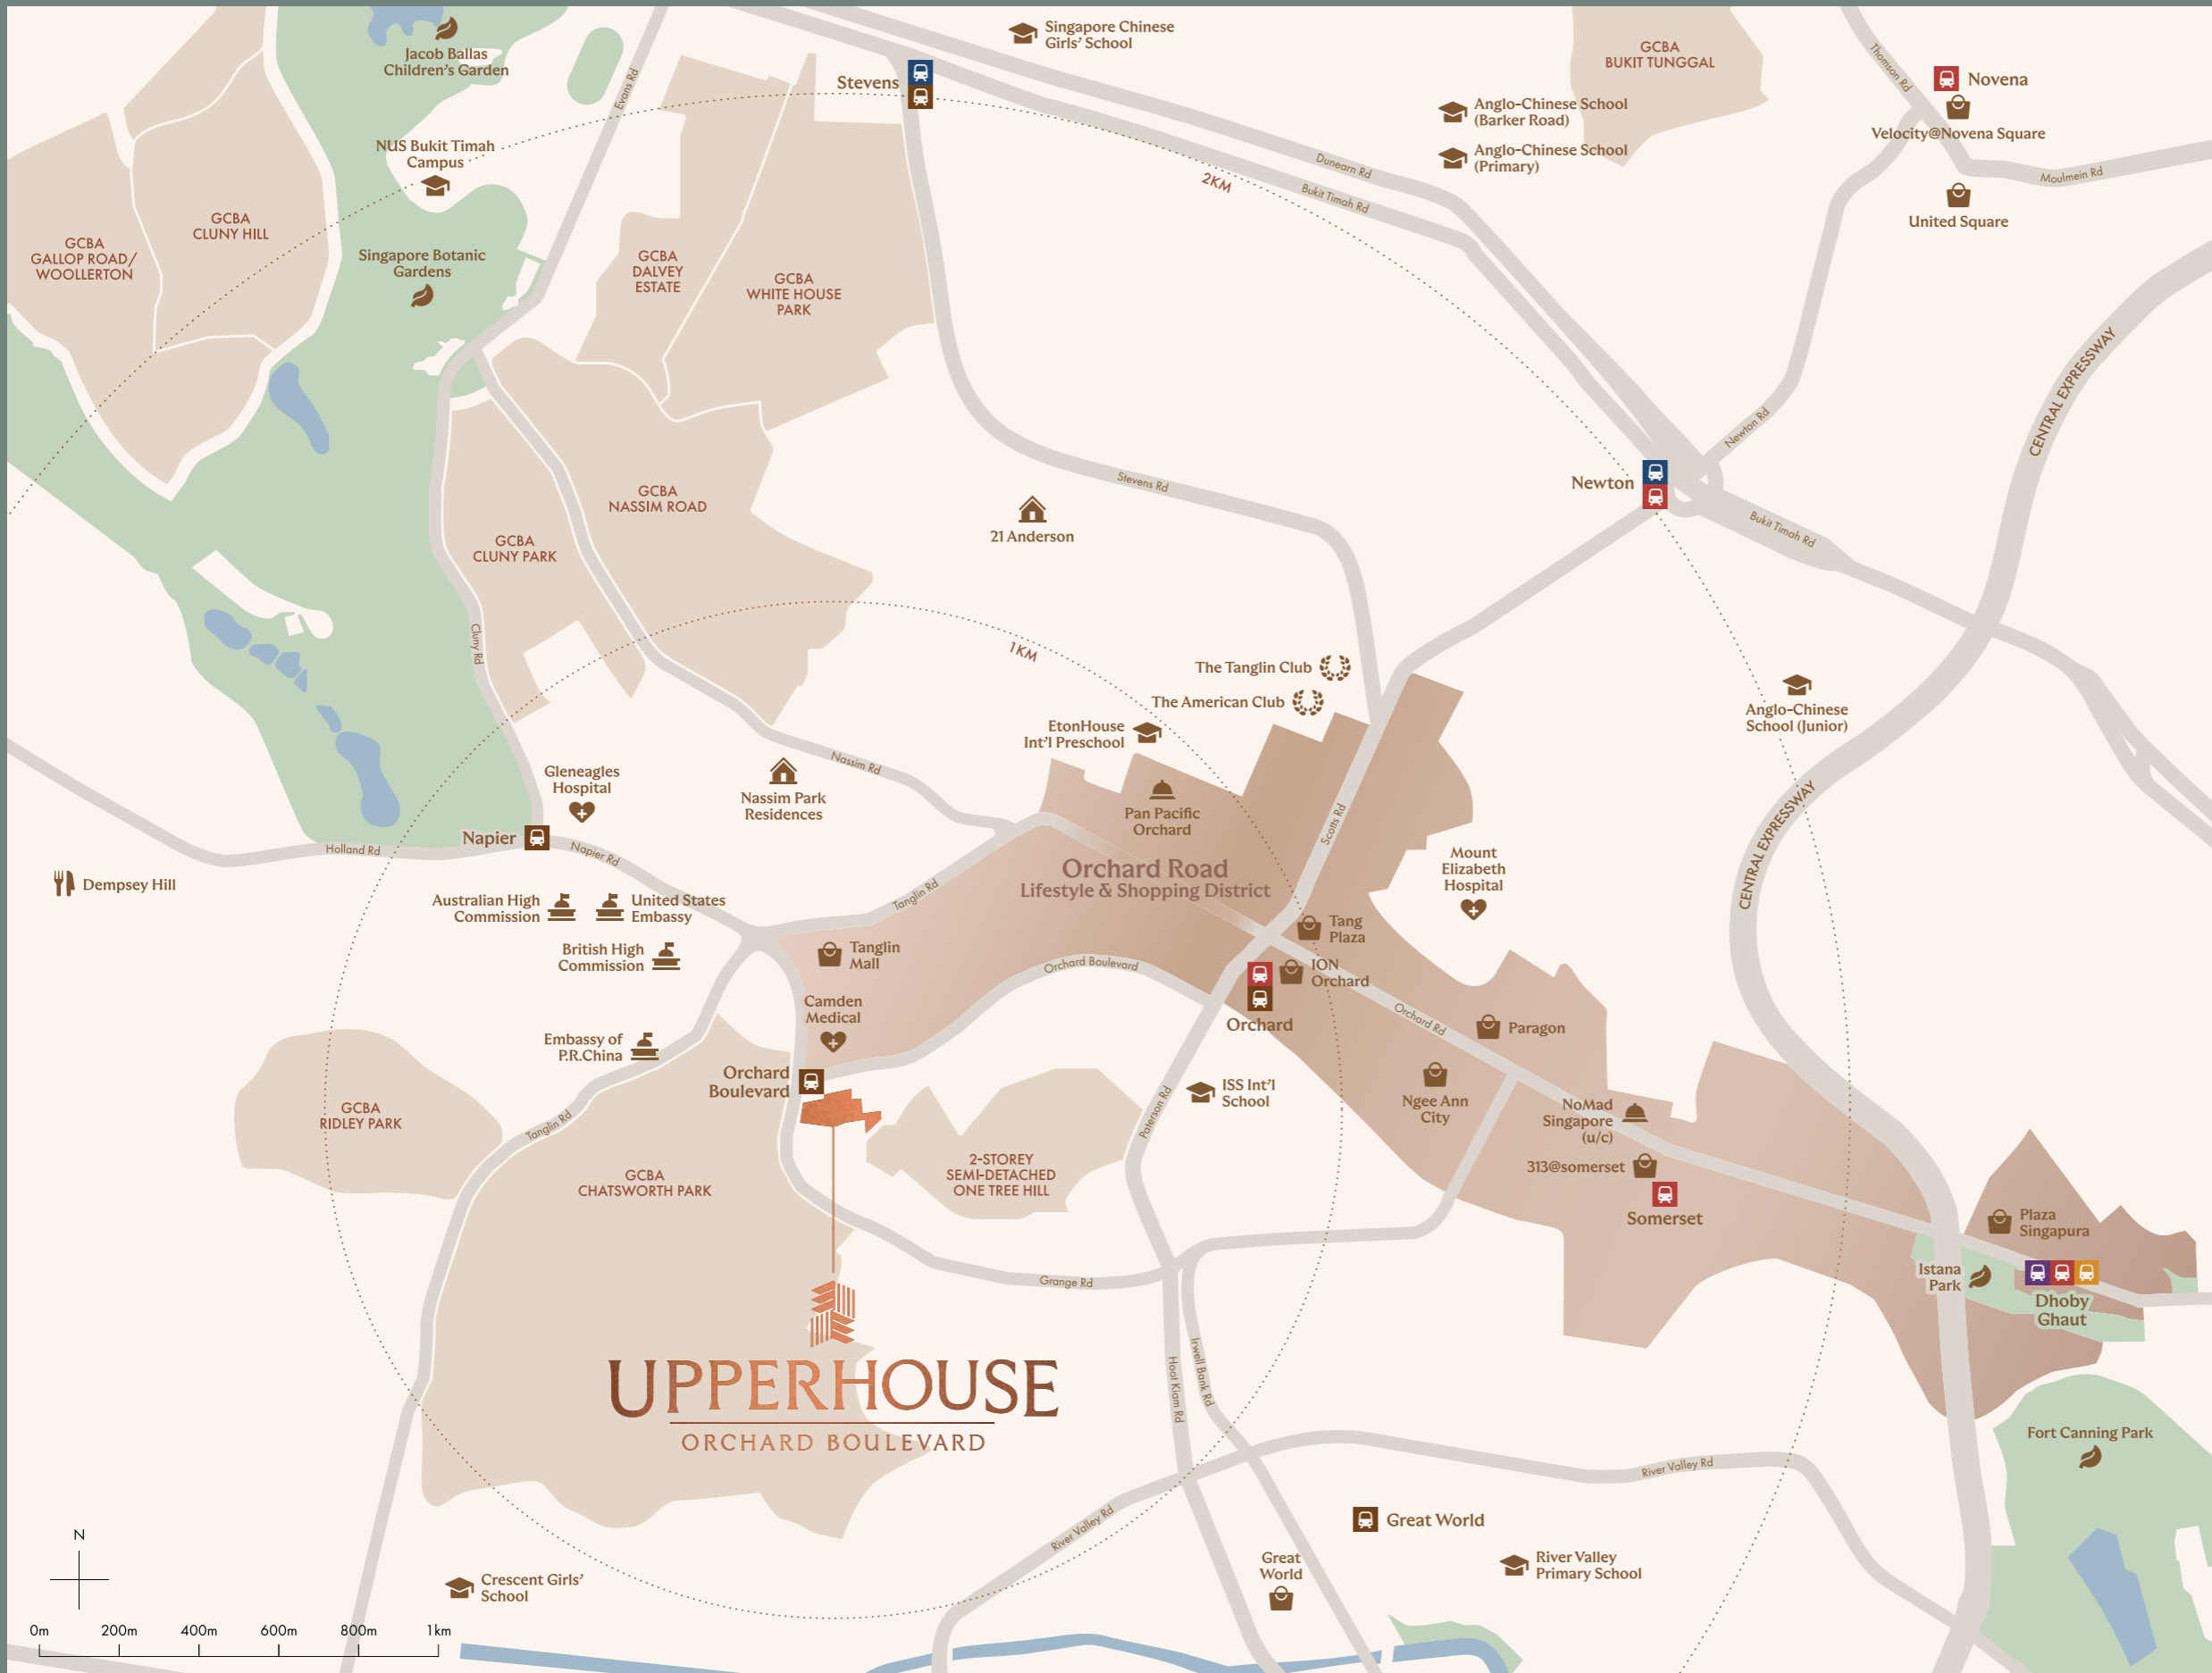 Jacob Ballas
Children's Garden
Evans Rd
Singapore Chinese
Girls' School
Stevens
GCBA
BUKIT TUNGGAL
Thomson Rd
Novena
Velocity@Novena Square
Moulmein Rd
United Square
Anglo-Chinese School
(Barker Road)
Anglo-Chinese School
(Primary)
NUS Bukit Timah
Campus
Dunearn Rd
Bukit Timah Rd
2KM
GCBA
CLUNY HILL
GCBA
GALLOP ROAD/
WOOLLERTON
Singapore Botanic
Gardens
GCBA
DALVEY
ESTATE
GCBA
WHITE HOUSE
PARK
CENTRAL EXPRESSWAY
Newton Rd
Newton
Bukit Timah Rd
Stevens Rd
GCBA
NASSIM ROAD
21 Anderson
GCBA
CLUNY PARK
Cluny Rd
1KM
The Tanglin Club
The American Club
EtonHouse
Int'l Preschool
Anglo-Chinese
School (Junior)
Gleneagles
Hospital
Nassim Park
Residences
Nassim Rd
Pan Pacific
Orchard
Scotts Rd
CENTRAL EXPRESSWAY
Napier
Holland Rd
Napier Rd
Dempsey Hill
Orchard Road
Lifestyle & Shopping District
Mount
Elizabeth
Hospital
Tanglin Rd
Australian High
Commission
United States
Embassy
British High
Commission
Tanglin
Mall
Orchard Boulevard
Tang
Plaza
ION
Orchard
Orchard
Orchard Rd
Paragon
Camden
Medical
Embassy of
P.R.China
Orchard
Boulevard
ISS Int'l
School
Paterson Rd
Ngee Ann
City
NoMad
Singapore
(u/c)
313@somerset
Somerset
GCBA
RIDLEY PARK
Tanglin Rd
GCBA
CHATSWORTH PARK
2-STOREY
SEMI-DETACHED
ONE TREE HILL
Grange Rd
Plaza
Singapura
Istana
Park
Dhoby
Ghaut
UPPERHOUSE
ORCHARD BOULEVARD
Hoot Kiam Rd
Irwell Bank Rd
Fort Canning Park
River Valley Rd
River Valley Rd
Great World
Great
World
River Valley
Primary School
Crescent Girls'
School
N
0m 200m 400m 600m 800m 1km